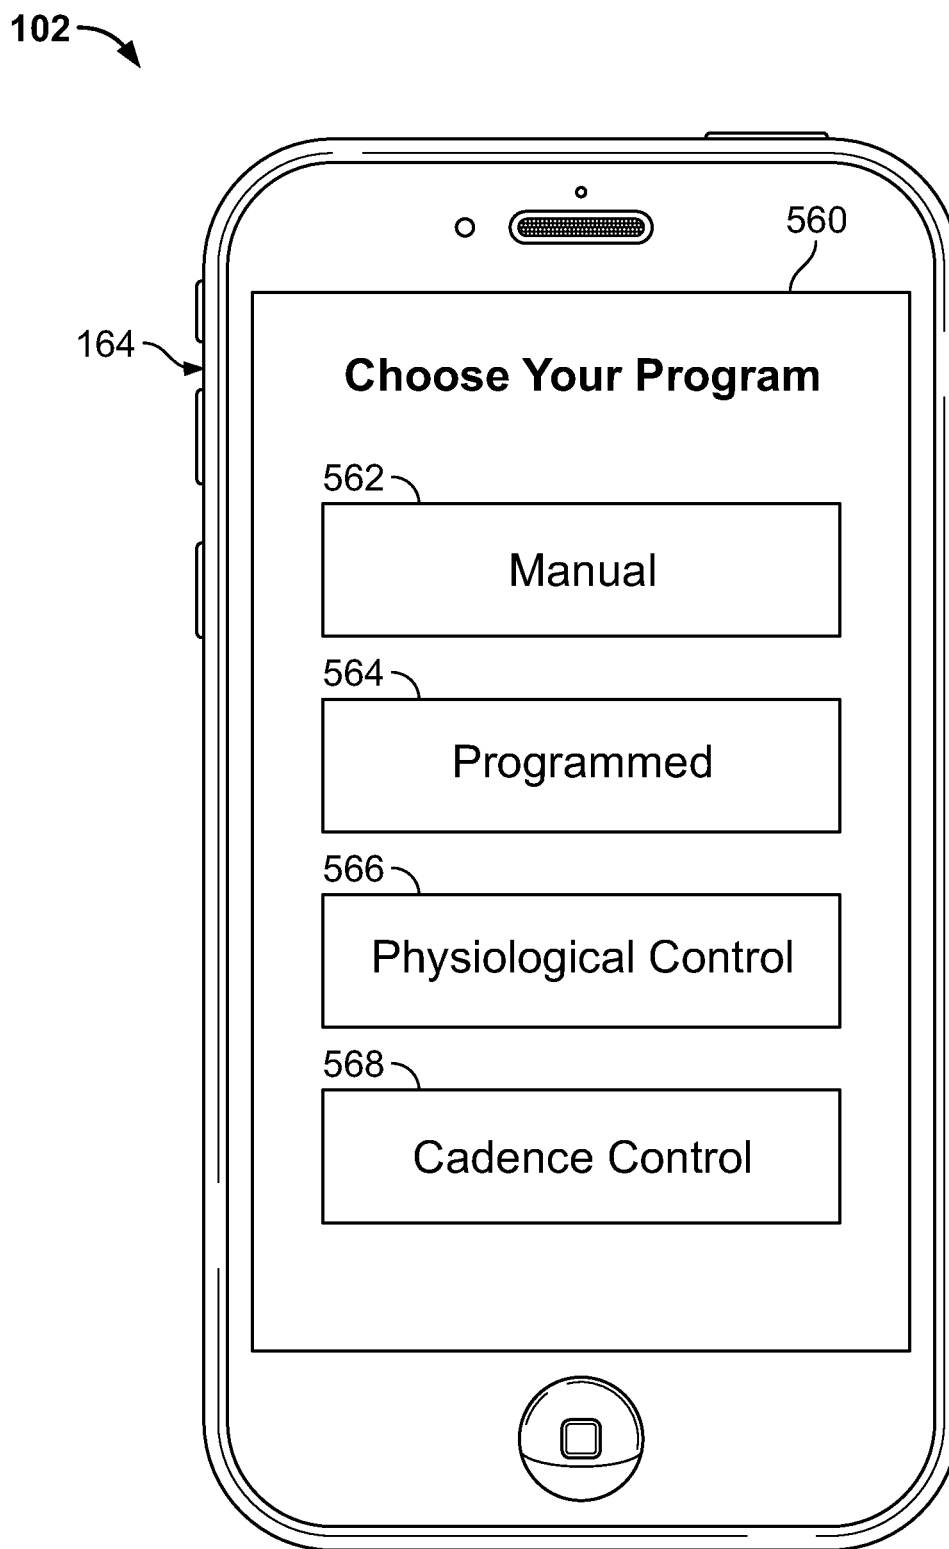 102
560
164
Choose Your Program
562
Manual
564
Programmed
566
Physiological Control
568
Cadence Control